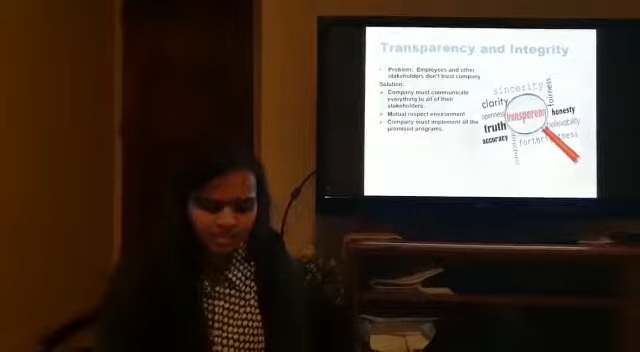 Transparency and Integrity
• Problem: Employees and other
stakeholders don't trust company
Solution:
• Company must communicate
everything to all of their
stakeholders.
• Mutual respect environment
• Company must implement all the
promised programs.
sincerity
fairness
clarity
transparency
honesty
truth
believability
accuracy